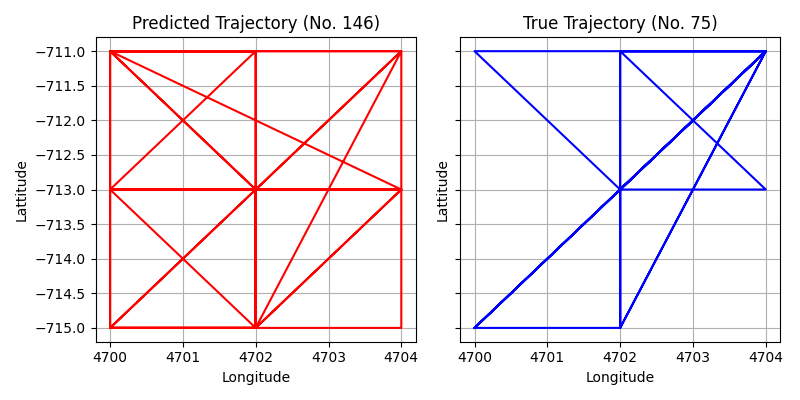 Predicted Trajectory (No. 146)
True Trajectory (No. 75)
Lattitude
−711.0
−711.5
−712.0
−712.5
−713.0
−713.5
−714.0
−714.5
−715.0
4700 4701 4702 4703 4704
Longitude
Lattitude
4700 4701 4702 4703 4704
Longitude